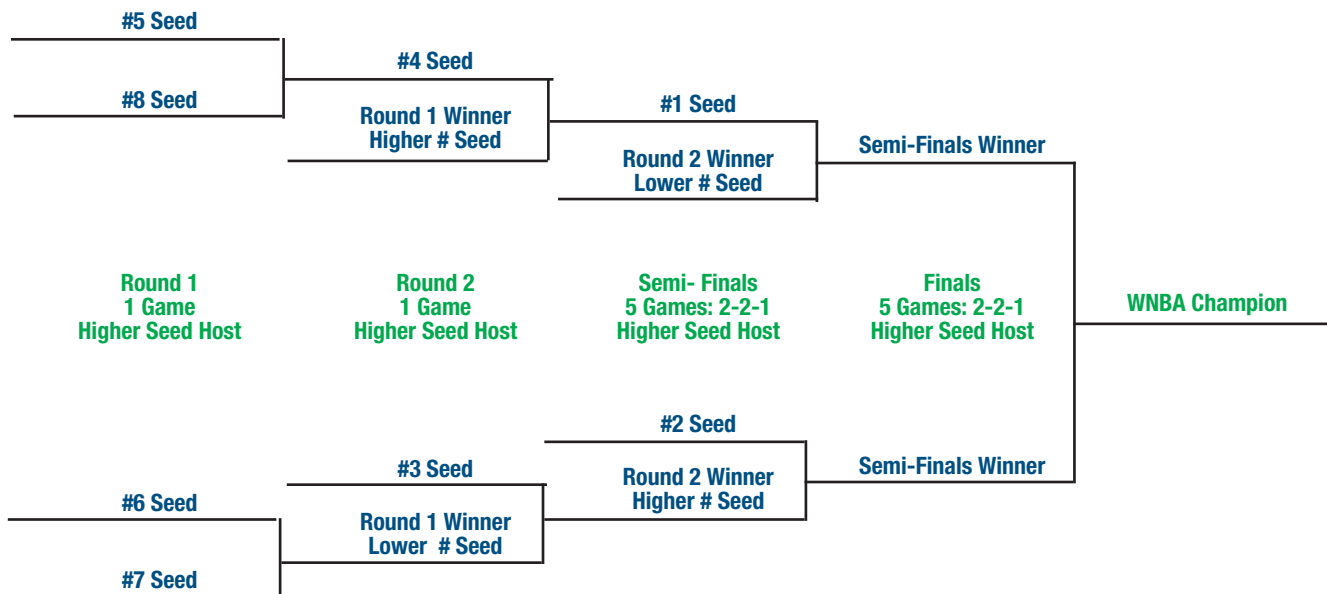 #5 Seed
#8 Seed
#4 Seed
Round 1 Winner
Higher # Seed
#1 Seed
Round 2 Winner
Lower # Seed
Semi-Finals Winner
Round 1
1 Game
Higher Seed Host
Round 2
1 Game
Higher Seed Host
Semi- Finals
5 Games: 2-2-1
Higher Seed Host
Finals
5 Games: 2-2-1
Higher Seed Host
WNBA Champion
#6 Seed
#7 Seed
#3 Seed
Round 1 Winner
Lower # Seed
#2 Seed
Round 2 Winner
Higher # Seed
Semi-Finals Winner